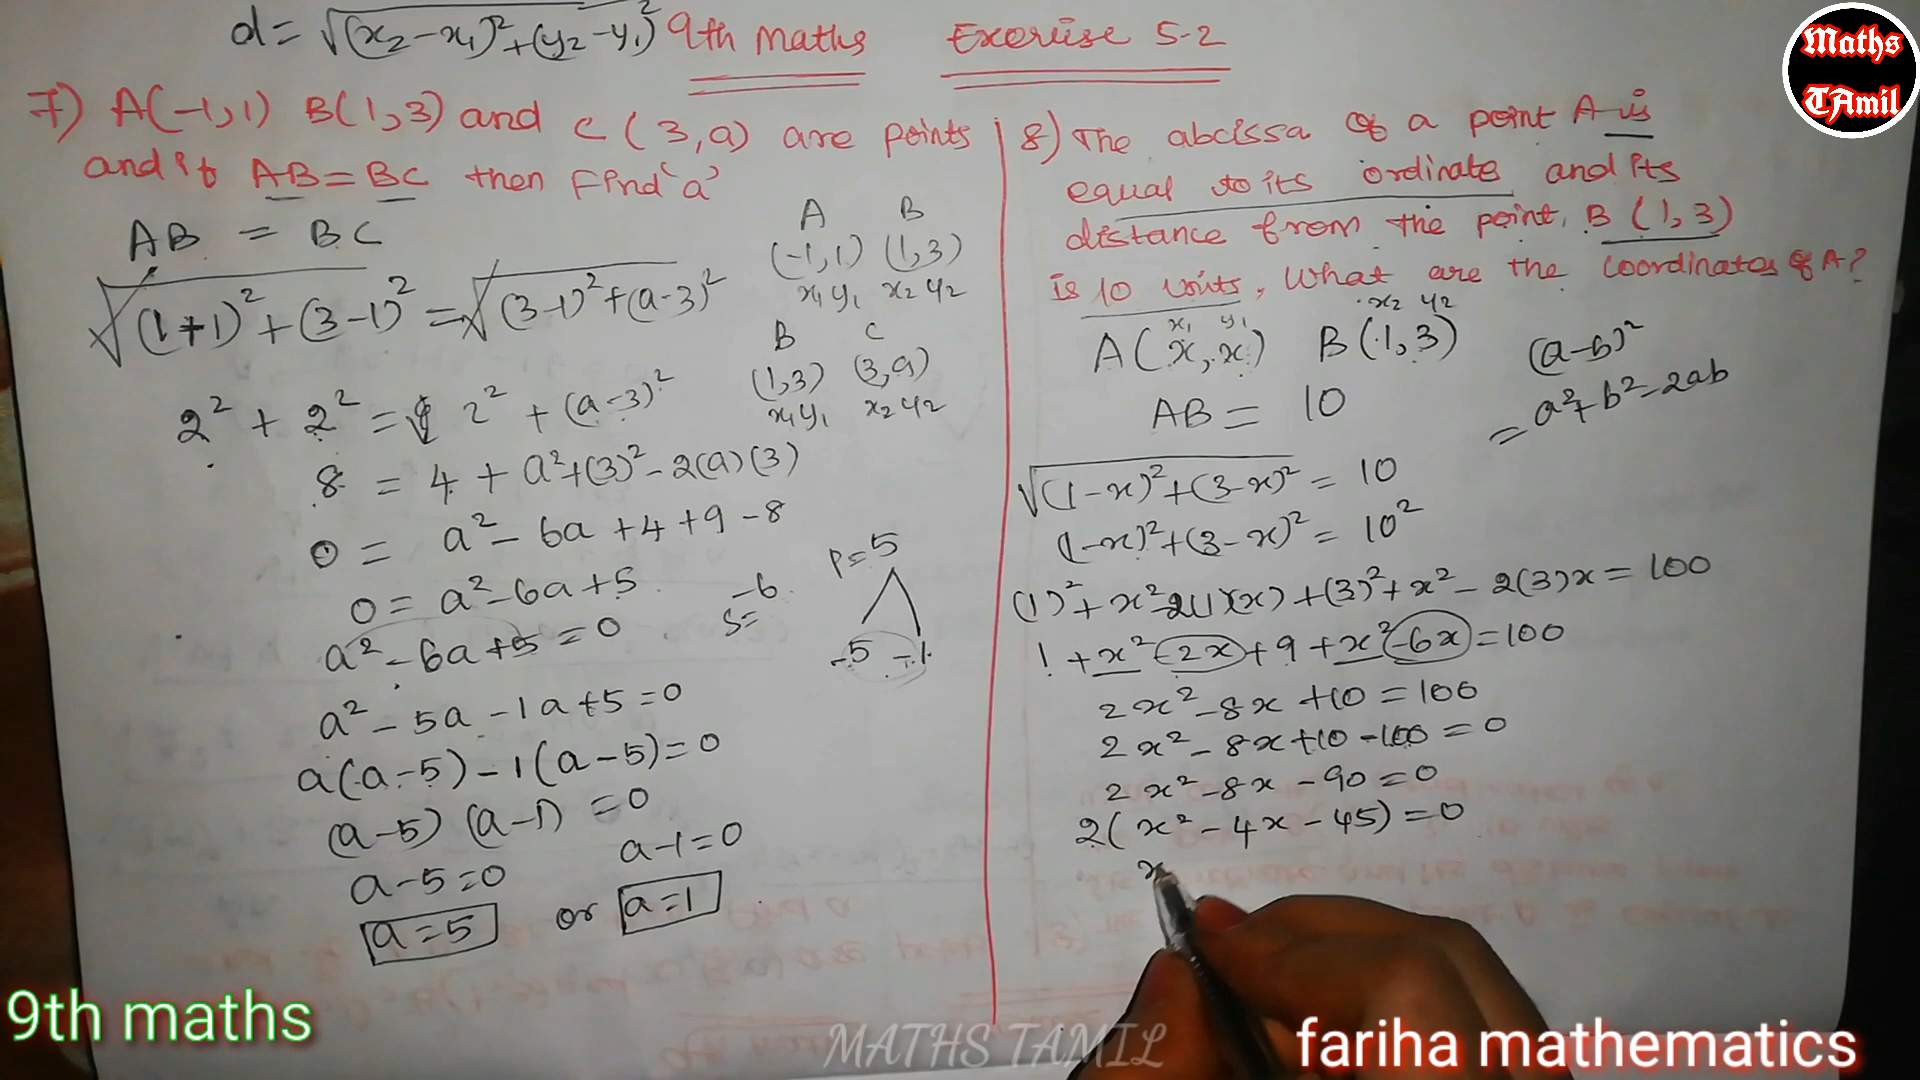 d = √(x2-x1)²+(y2-y1)² 9th Maths Exercise 5-2
Maths
TAmil
7) A(-1,1) B(1,3) and C (3,a) are points
and if AB=BC then Find 'a'
AB = BC
A B
(-1,1) (1,3)
x1 y1 x2 y2
√(1+1)²+(3-1)² = √(3-1)²+(a-3)²
B C
(1,3) (3,a)
x1 y1 x2 y2
2² + 2² = 2² + (a-3)²
8 = 4 + a²+(3)²-2(a)(3)
0 = a²-6a+4+9-8
0 = a²-6a+5
P=5
S= -6
-5 -1
a²-6a+5=0
a²-5a-1a+5=0
a(a-5)-1(a-5)=0
(a-5) (a-1) =0
a-5=0 a-1=0
a=5 or a=1
8) The abcissa of a point A is
equal to its ordinate and its
distance from the point, B (1,3)
is 10 units, What are the coordinates of A?
x1 y1 x2 y2
A(x,x) B(1,3)
(a-b)²
= a²+b²-2ab
AB = 10
√(1-x)²+(3-x)² = 10
(1-x)²+(3-x)² = 10²
(1)²+x²-2(1)(x)+(3)²+x²-2(3)x=100
1+x²-2x+9+x²-6x=100
2x²-8x+10=100
2x²-8x+10-100=0
2x²-8x-90=0
2(x²-4x-45)=0
x
9th maths
MATHS TAMIL
fariha mathematics